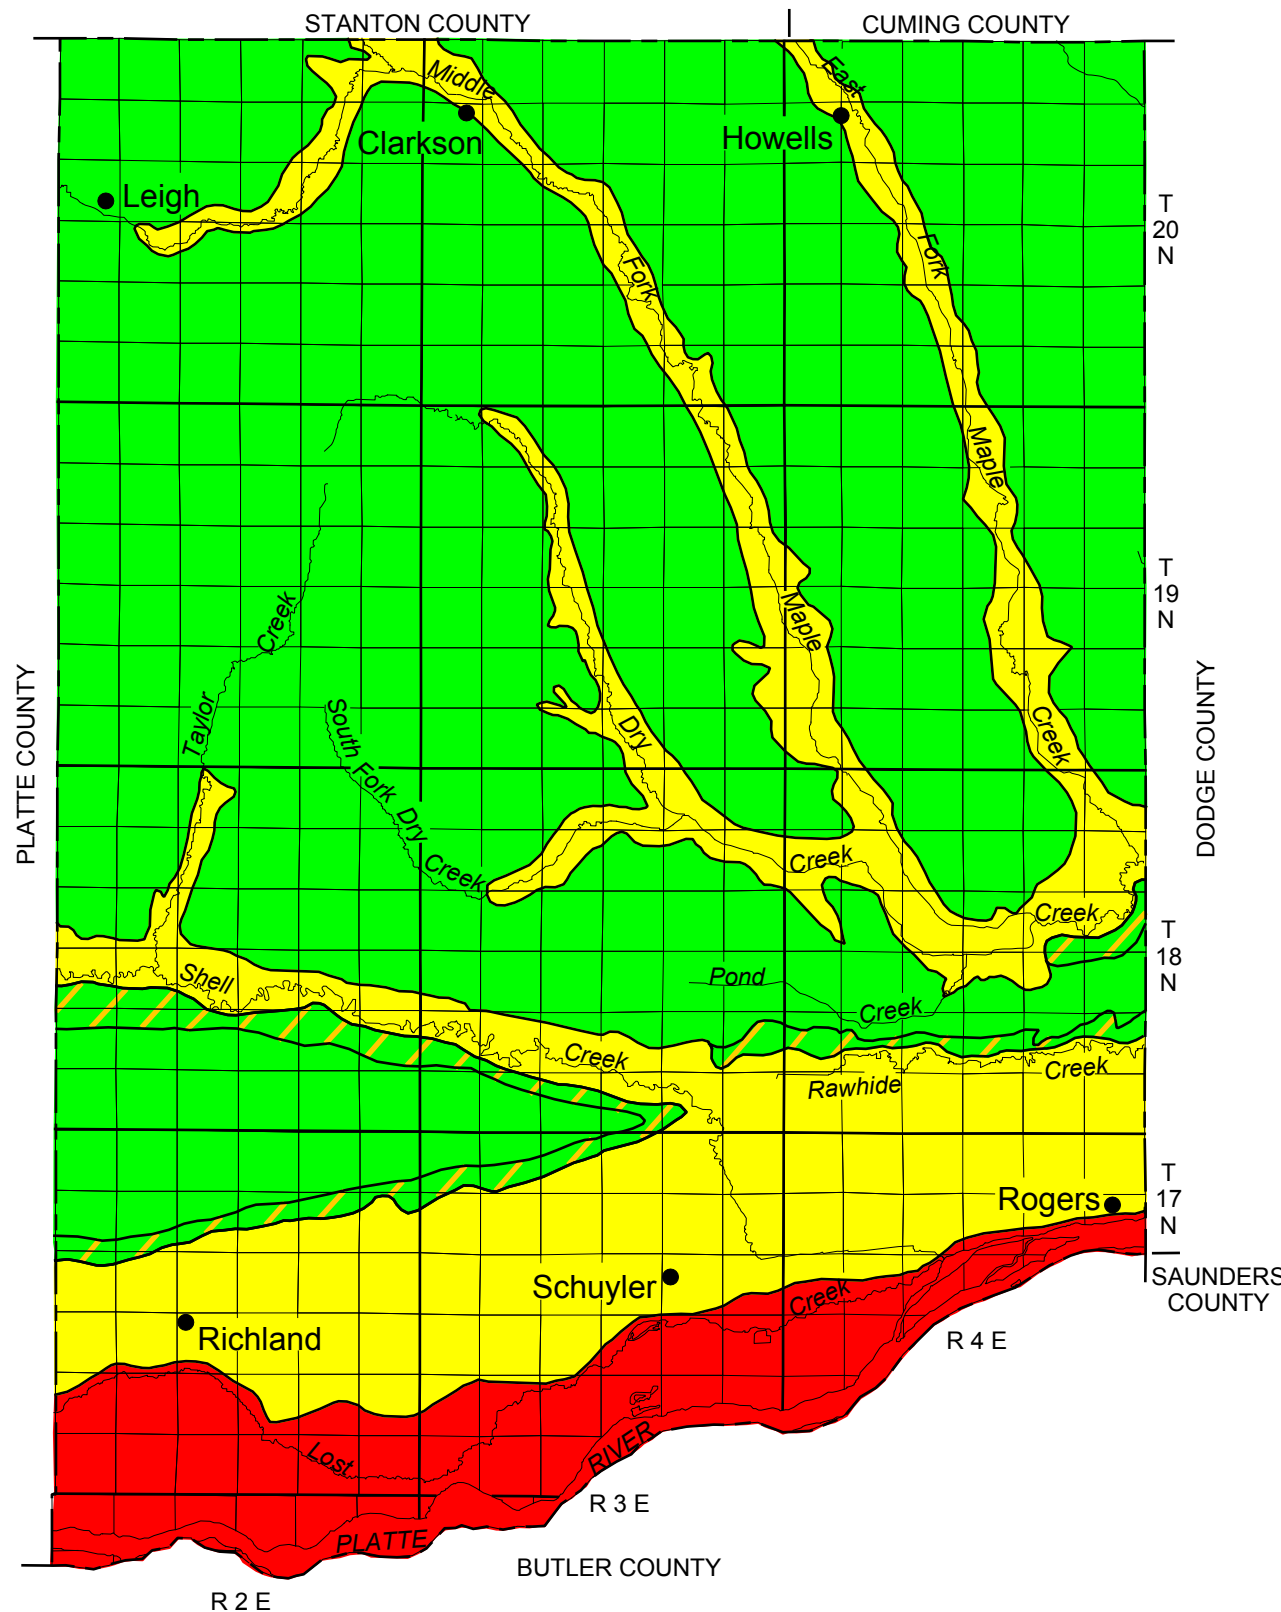 STANTON COUNTY
CUMING COUNTY
Middle
East
Clarkson
Howells
Leigh
T
20
N
Fork
Fork
Maple
T
19
N
Creek
Maple
PLATTE COUNTY
DODGE COUNTY
Taylor
South Fork Dry Creek
Dry
Creek
Creek
Creek
T
18
N
Shell
Pond
Creek
Creek
Rawhide
Creek
T
17
N
Rogers
SAUNDERS
COUNTY
Schuyler
Creek
Richland
R 4 E
Lost
RIVER
R 3 E
PLATTE
BUTLER COUNTY
R 2 E